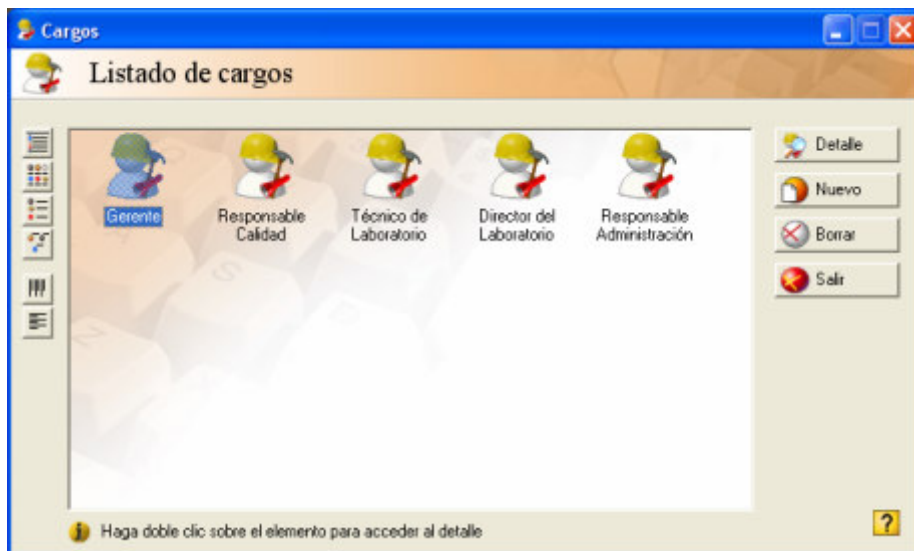 Cargos
Listado de cargos
Gerente
Responsable
Calidad
Técnico de
Laboratorio
Director del
Laboratorio
Responsable
Administración
Detalle
Nuevo
Borrar
Salir
Haga doble clic sobre el elemento para acceder al detalle
?